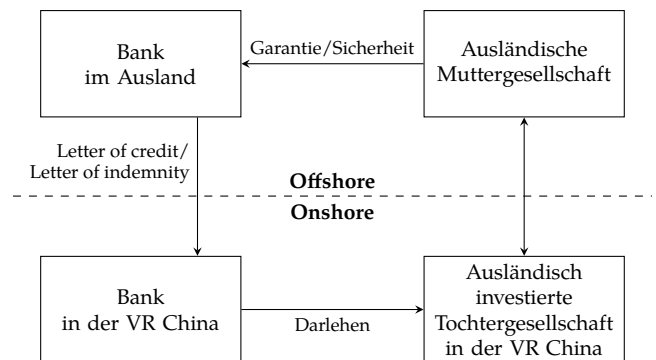 Bank
im Ausland
Garantie/Sicherheit
Ausländische
Muttergesellschaft
Letter of credit/
Letter of indemnity
Offshore
Onshore
Bank
in der VR China
Darlehen
Ausländisch
investierte
Tochtergesellschaft
in der VR China